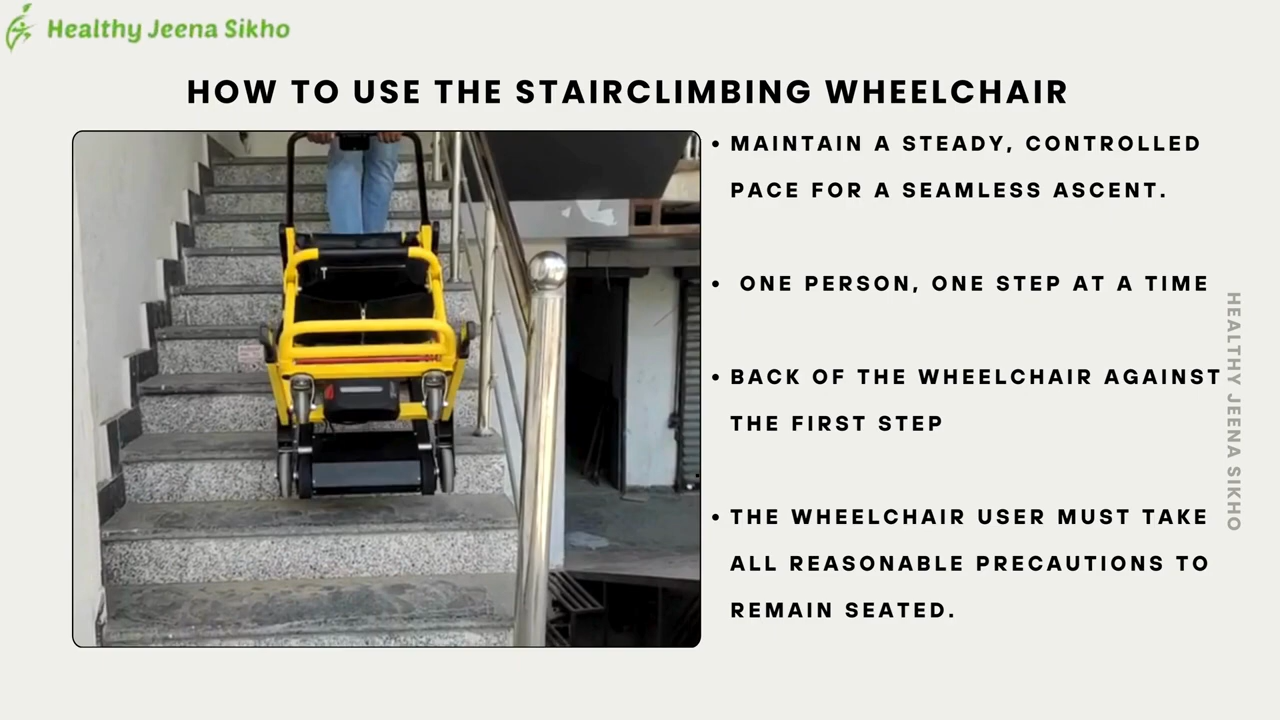 Healthy Jeena Sikho
HOW TO USE THE STAIRCLIMBING WHEELCHAIR
• MAINTAIN A STEADY, CONTROLLED
PACE FOR A SEAMLESS ASCENT.
• ONE PERSON, ONE STEP AT A TIME
• BACK OF THE WHEELCHAIR AGAINST
THE FIRST STEP
• THE WHEELCHAIR USER MUST TAKE
ALL REASONABLE PRECAUTIONS TO
REMAIN SEATED.
HEALTHY JEENA SIKHO